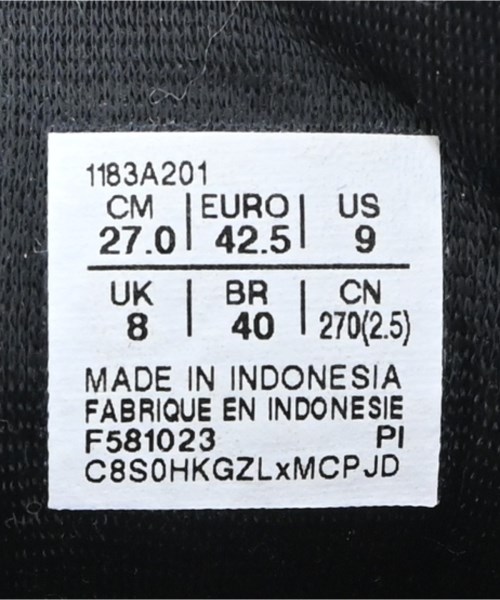 1183A201
CM | EURO | US
27.0 | 42.5 | 9
UK | BR | CN
8 | 40 | 270(2.5)
MADE IN INDONESIA
FABRIQUE EN INDONESIE
F581023 PI
C8S0HKGZLxMCPJD